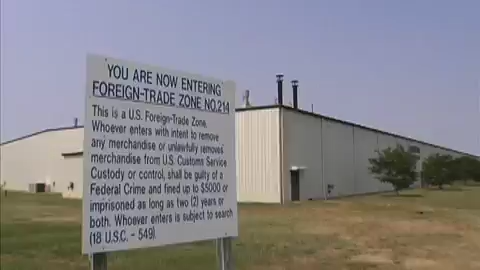 YOU ARE NOW ENTERING
FOREIGN-TRADE ZONE NO.214
This is a U.S. Foreign-Trade Zone.
Whoever enters with intent to remove
any merchandise or unlawfully removes
merchandise from U.S. Customs Service
Custody or control, shall be guilty of a
Federal Crime and fined up to $5000 or
imprisoned as long as two (2) years or
both. Whoever enters is subject to search
(18 U.S.C. - 549)